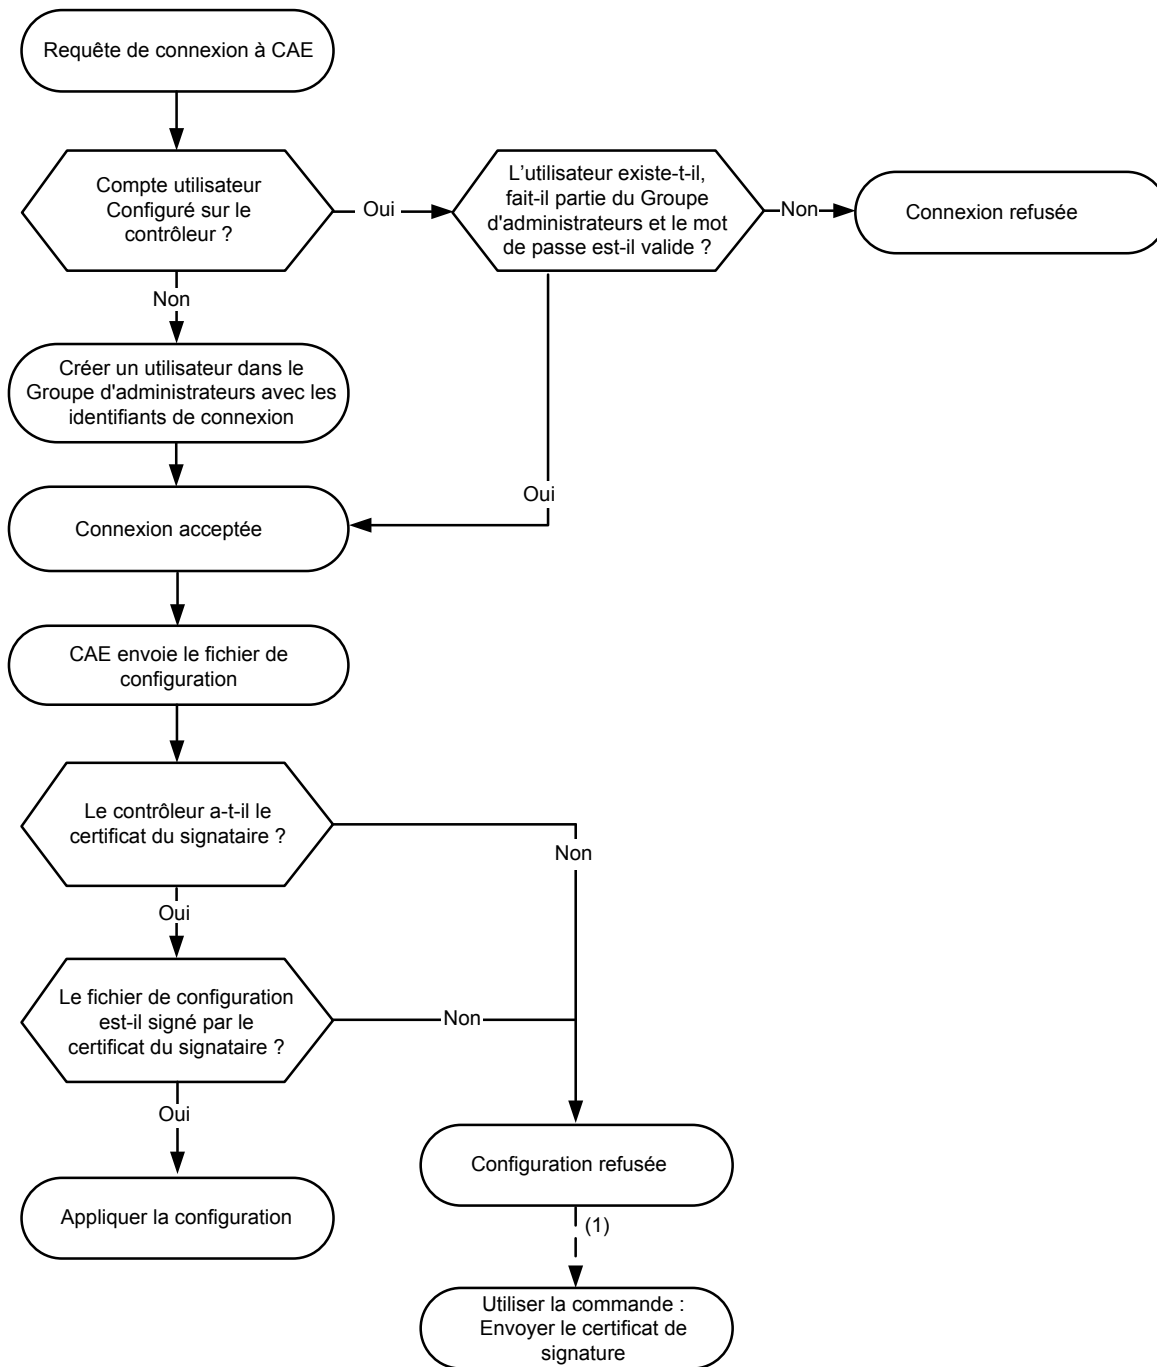 Requête de connexion à CAE
Compte utilisateur
Configuré sur le
contrôleur ?
Oui
L'utilisateur existe-t-il,
fait-il partie du Groupe
d'administrateurs et le mot
de passe est-il valide ?
Non
Connexion refusée
Non
Créer un utilisateur dans le
Groupe d'administrateurs avec les
identifiants de connexion
Oui
Connexion acceptée
CAE envoie le fichier de
configuration
Le contrôleur a-t-il le
certificat du signataire ?
Non
Oui
Le fichier de configuration
est-il signé par le
certificat du signataire ?
Non
Oui
Configuration refusée
Appliquer la configuration
(1)
Utiliser la commande :
Envoyer le certificat de
signature